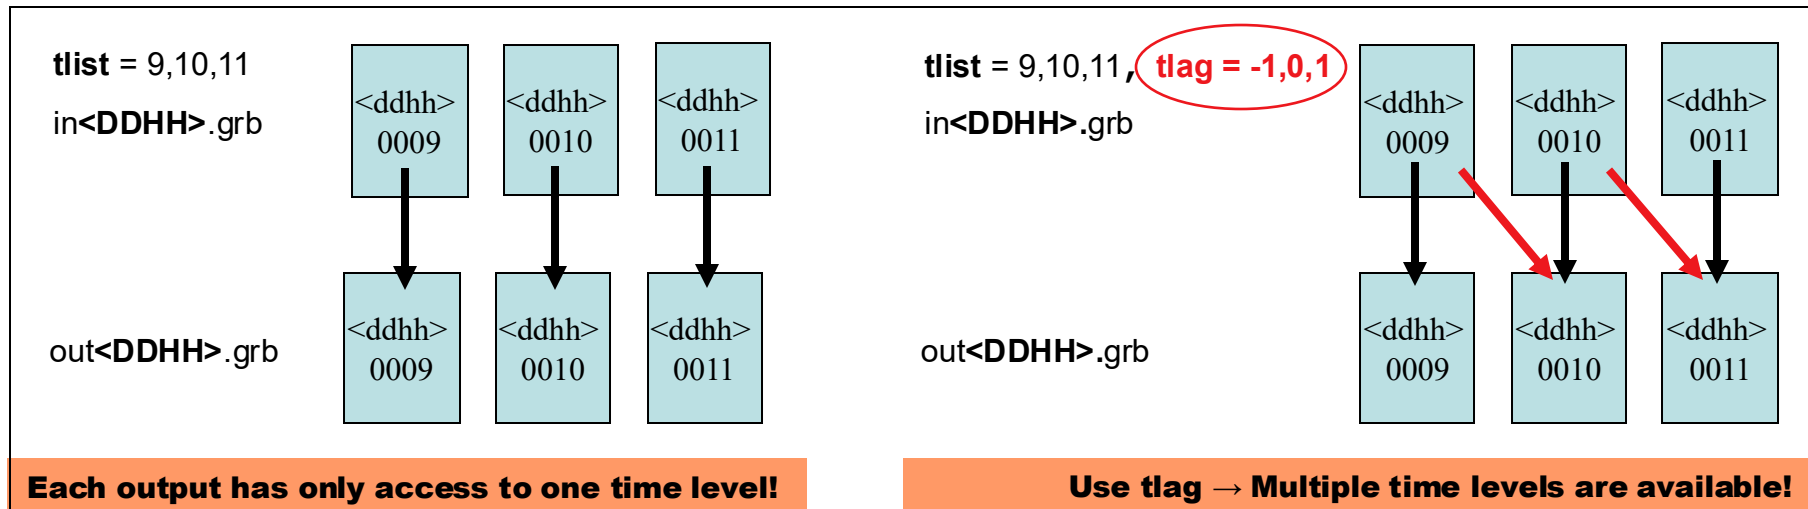 tlist = 9,10,11
in<DDHH>.grb
<ddhh>
0009
<ddhh>
0010
<ddhh>
0011
out<DDHH>.grb
<ddhh>
0009
<ddhh>
0010
<ddhh>
0011
Each output has only access to one time level!
tlist = 9,10,11, tlag = -1,0,1
in<DDHH>.grb
<ddhh>
0009
<ddhh>
0010
<ddhh>
0011
out<DDHH>.grb
<ddhh>
0009
<ddhh>
0010
<ddhh>
0011
Use tlag → Multiple time levels are available!